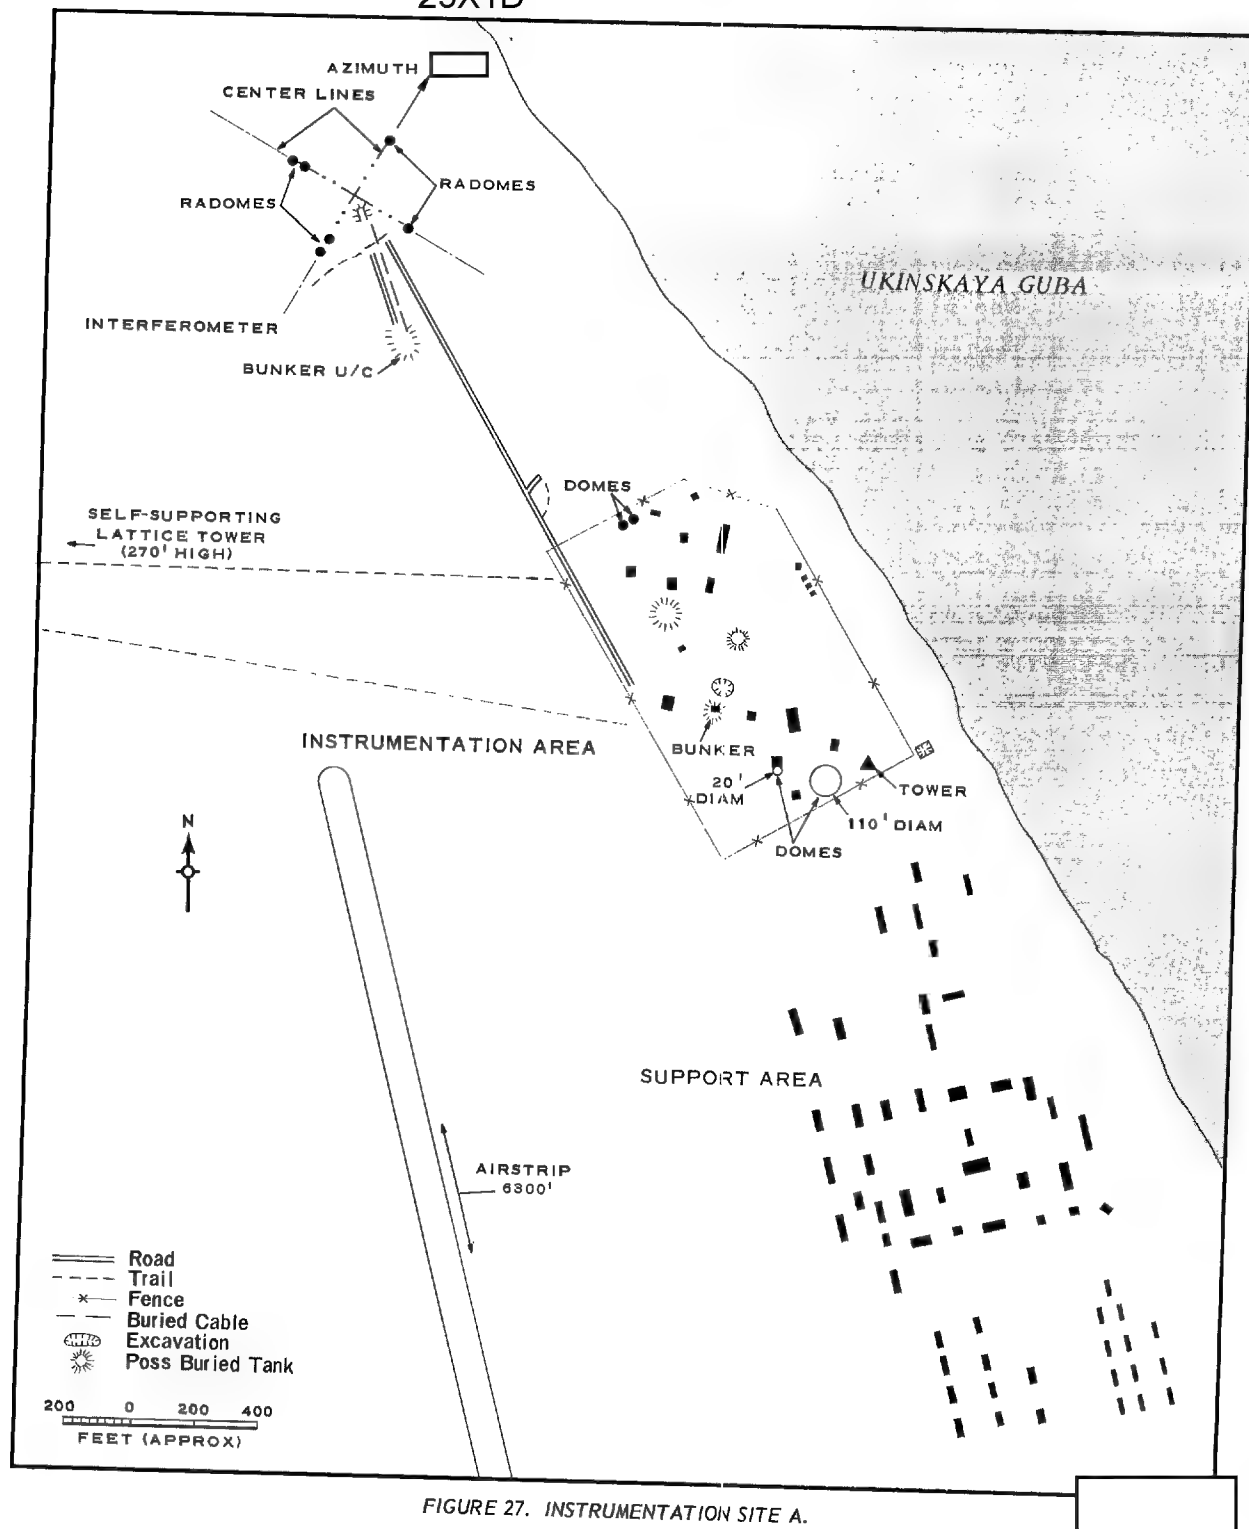 25X1D
AZIMUTH
CENTER LINES
RADOMES
RADOMES
UKINSKAYA GUBA
INTERFEROMETER
BUNKER U/C
DOMES
SELF-SUPPORTING
LATTICE TOWER
(270' HIGH)
INSTRUMENTATION AREA
BUNKER
20'
DIAM
TOWER
110' DIAM
DOMES
N
SUPPORT AREA
AIRSTRIP
6300'
Road
Trail
Fence
Buried Cable
Excavation
Poss Buried Tank
200 0 200 400
FEET (APPROX)
FIGURE 27. INSTRUMENTATION SITE A.